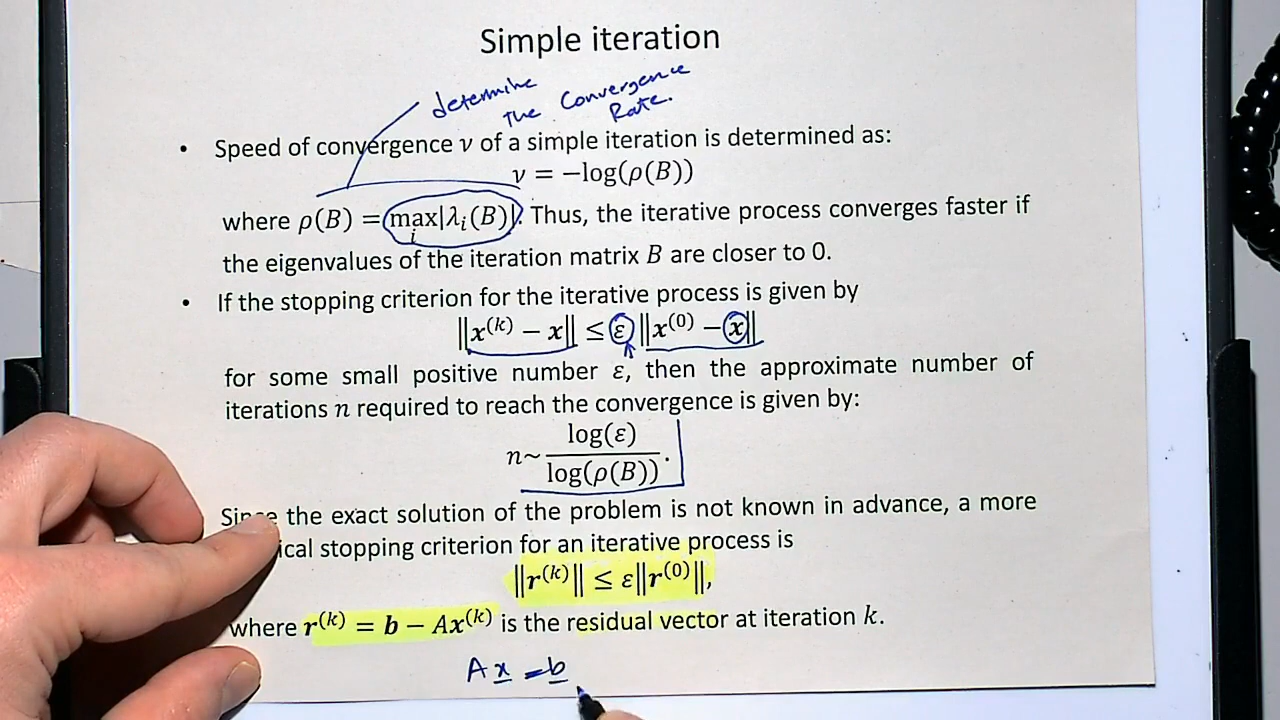 Simple iteration
determine
the Convergence
Rate.
• Speed of convergence ν of a simple iteration is determined as:
ν = −log(ρ(B))
where ρ(B) = max|λᵢ(B)|. Thus, the iterative process converges faster if
i
the eigenvalues of the iteration matrix B are closer to 0.
• If the stopping criterion for the iterative process is given by
‖x⁽ᵏ⁾ − x‖ ≤ ε‖x⁽⁰⁾ − x‖
for some small positive number ε, then the approximate number of
iterations n required to reach the convergence is given by:
log(ε)
n~
log(ρ(B))
.
Since the exact solution of the problem is not known in advance, a more
ical stopping criterion for an iterative process is
‖r⁽ᵏ⁾‖ ≤ ε‖r⁽⁰⁾‖,
where r⁽ᵏ⁾ = b − Ax⁽ᵏ⁾ is the residual vector at iteration k.
Ax = b